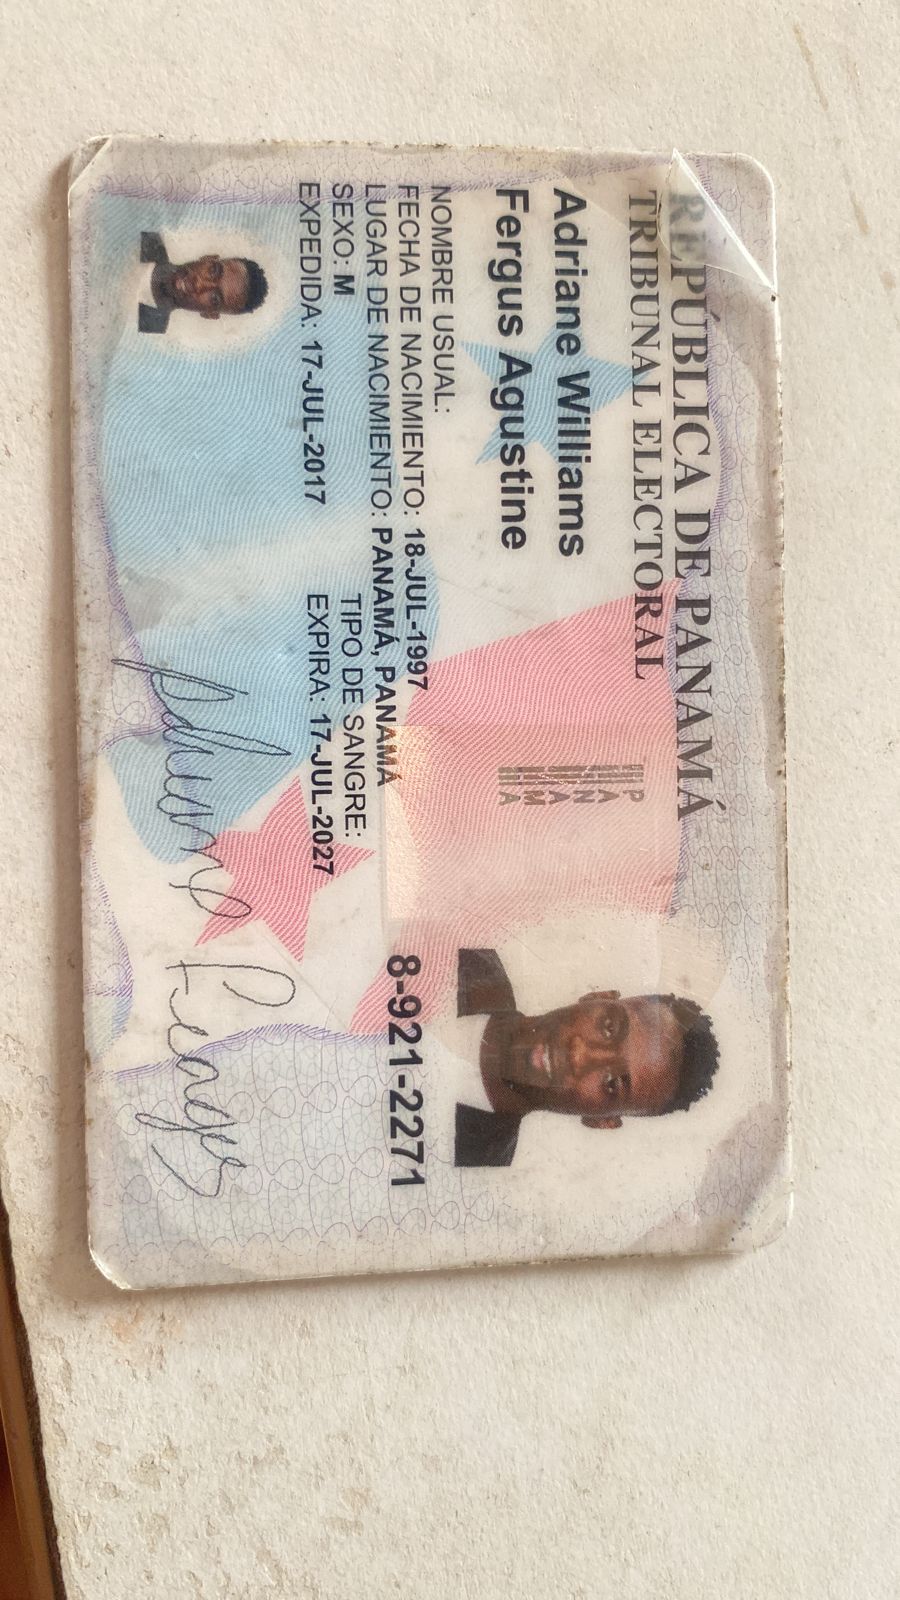 REPÚBLICA DE PANAMÁ
TRIBUNAL ELECTORAL
Adriane Williams
Fergus Agustine
NOMBRE USUAL:
FECHA DE NACIMIENTO: 18-JUL-1997
LUGAR DE NACIMIENTO: PANAMÁ, PANAMÁ
SEXO: M
TIPO DE SANGRE:
EXPEDIDA: 17-JUL-2017
EXPIRA: 17-JUL-2027
PANAMA
8-921-2271